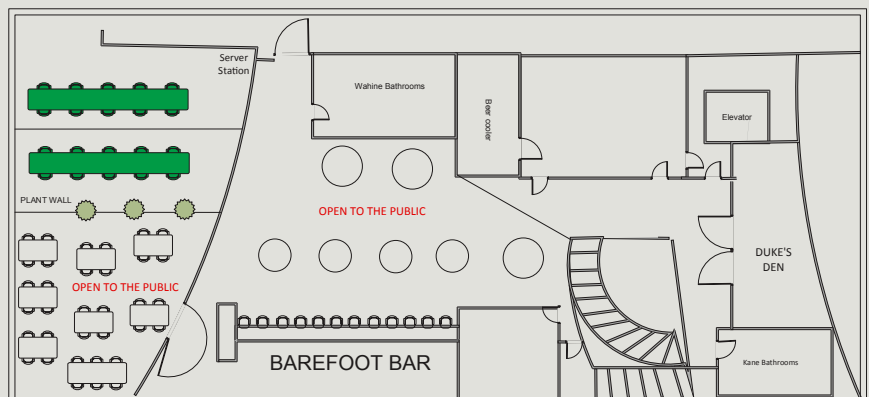 Server
Station
Wahine Bathrooms
Beer cooler
Elevator
PLANT WALL
OPEN TO THE PUBLIC
DUKE'S
DEN
OPEN TO THE PUBLIC
BAREFOOT BAR
Kane Bathrooms